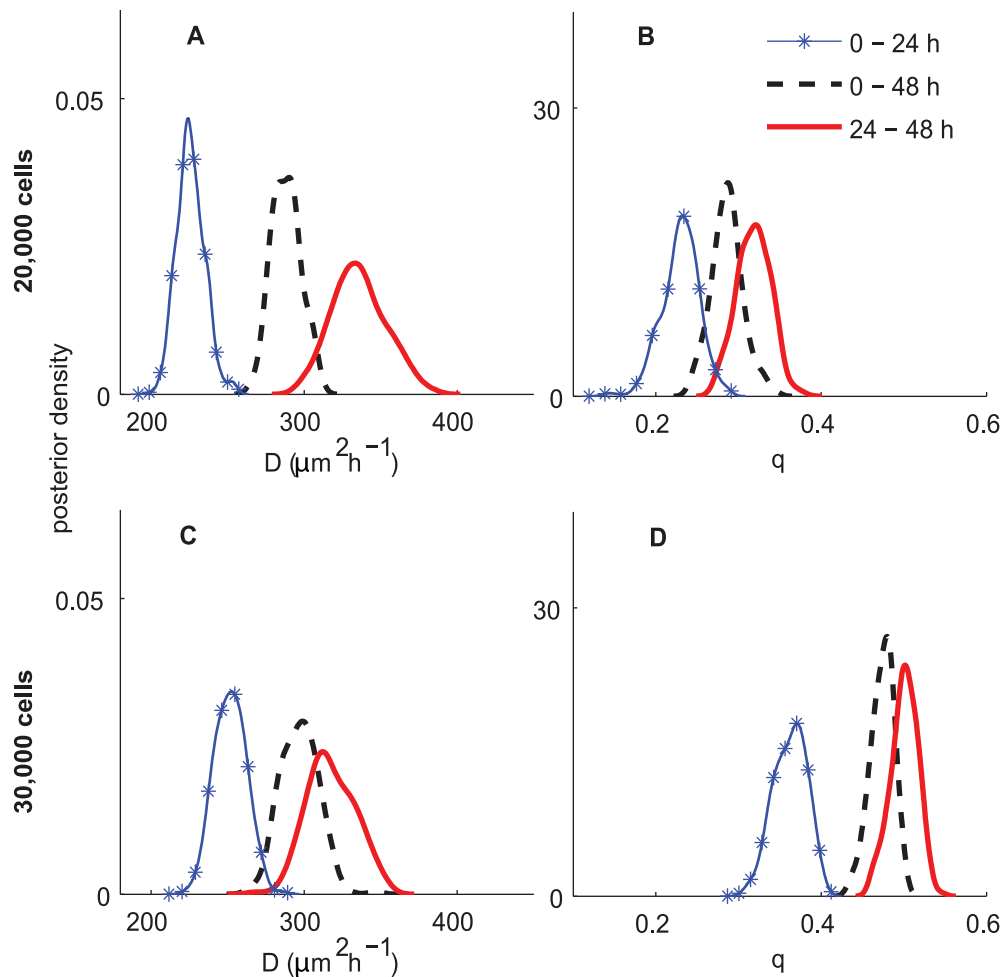 A
B
0 – 24 h
0 – 48 h
24 – 48 h
20,000 cells
posterior density
0.05
0
200
300
400
D (μm²h⁻¹)
30
0
0.2
0.4
0.6
q
C
D
30,000 cells
0.05
0
200
300
400
D (μm²h⁻¹)
30
0
0.2
0.4
0.6
q